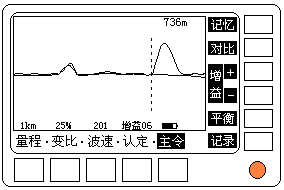 736m
记忆
对比
增益 +
-
平衡
1km 25% 201 增益06
记录
量程·变比·波速·认定·主令